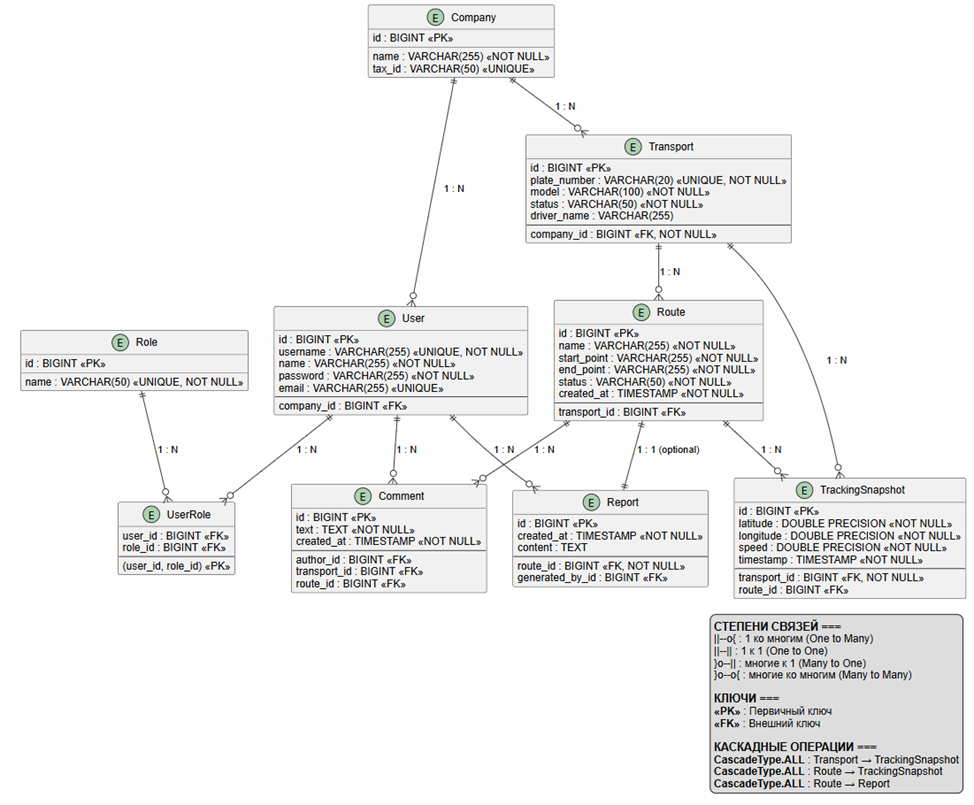 E Company
id : BIGINT «PK»
name : VARCHAR(255) «NOT NULL»
tax_id : VARCHAR(50) «UNIQUE»
1 : N
E Transport
id : BIGINT «PK»
plate_number : VARCHAR(20) «UNIQUE, NOT NULL»
model : VARCHAR(100) «NOT NULL»
status : VARCHAR(50) «NOT NULL»
driver_name : VARCHAR(255)
company_id : BIGINT «FK, NOT NULL»
1 : N
1 : N
1 : N
E User
id : BIGINT «PK»
username : VARCHAR(255) «UNIQUE, NOT NULL»
name : VARCHAR(255) «NOT NULL»
password : VARCHAR(255) «NOT NULL»
email : VARCHAR(255) «UNIQUE»
company_id : BIGINT «FK»
E Route
id : BIGINT «PK»
name : VARCHAR(255) «NOT NULL»
start_point : VARCHAR(255) «NOT NULL»
end_point : VARCHAR(255) «NOT NULL»
status : VARCHAR(50) «NOT NULL»
created_at : TIMESTAMP «NOT NULL»
transport_id : BIGINT «FK»
E Role
id : BIGINT «PK»
name : VARCHAR(50) «UNIQUE, NOT NULL»
1 : N
1 : N
1 : N
1 : N
1 : N
1 : 1 (optional)
1 : N
E UserRole
user_id : BIGINT «FK»
role_id : BIGINT «FK»
(user_id, role_id) «PK»
E Comment
id : BIGINT «PK»
text : TEXT «NOT NULL»
created_at : TIMESTAMP «NOT NULL»
author_id : BIGINT «FK»
transport_id : BIGINT «FK»
route_id : BIGINT «FK»
E Report
id : BIGINT «PK»
created_at : TIMESTAMP «NOT NULL»
content : TEXT
route_id : BIGINT «FK, NOT NULL»
generated_by_id : BIGINT «FK»
E TrackingSnapshot
id : BIGINT «PK»
latitude : DOUBLE PRECISION «NOT NULL»
longitude : DOUBLE PRECISION «NOT NULL»
speed : DOUBLE PRECISION «NOT NULL»
timestamp : TIMESTAMP «NOT NULL»
transport_id : BIGINT «FK, NOT NULL»
route_id : BIGINT «FK»
СТЕПЕНИ СВЯЗЕЙ ===
||--o{ : 1 ко многим (One to Many)
||--|| : 1 к 1 (One to One)
}o--|| : многие к 1 (Many to One)
}o--o{ : многие ко многим (Many to Many)
КЛЮЧИ ===
«PK» : Первичный ключ
«FK» : Внешний ключ
КАСКАДНЫЕ ОПЕРАЦИИ ===
CascadeType.ALL : Transport → TrackingSnapshot
CascadeType.ALL : Route → TrackingSnapshot
CascadeType.ALL : Route → Report